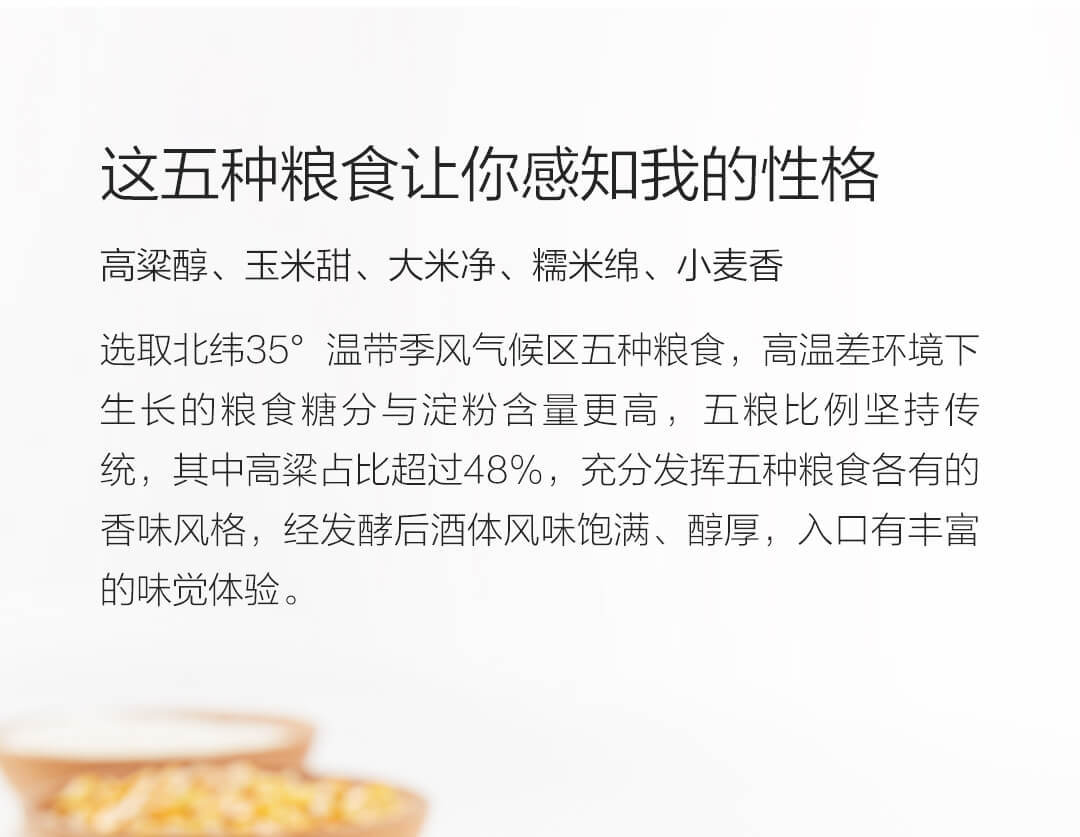 这五种粮食让你感知我的性格
高粱醇、玉米甜、大米净、糯米绵、小麦香
选取北纬35°温带季风气候区五种粮食，高温差环境下
生长的粮食糖分与淀粉含量更高，五粮比例坚持传
统，其中高粱占比超过48%，充分发挥五种粮食各有的
香味风格，经发酵后酒体风味饱满、醇厚，入口有丰富
的味觉体验。